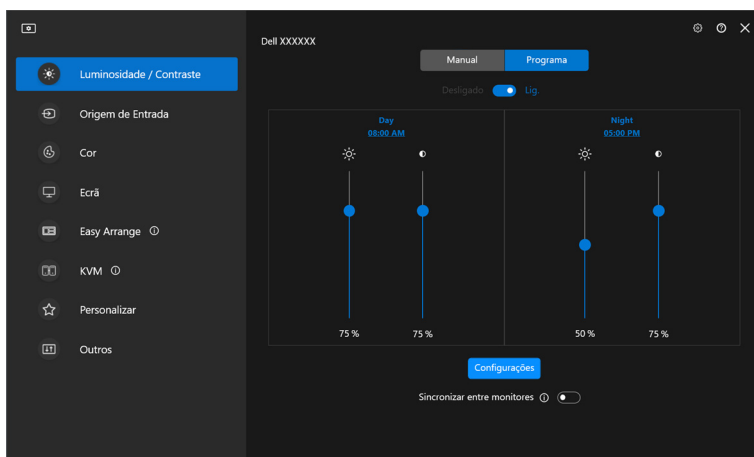 Dell XXXXXX
Manual
Programa
Desligado
Lig.
Luminosidade / Contraste
Origem de Entrada
Cor
Ecrã
Easy Arrange
KVM
Personalizar
Outros
Day
08:00 AM
75 %
75 %
Night
05:00 PM
50 %
75 %
Configurações
Sincronizar entre monitores